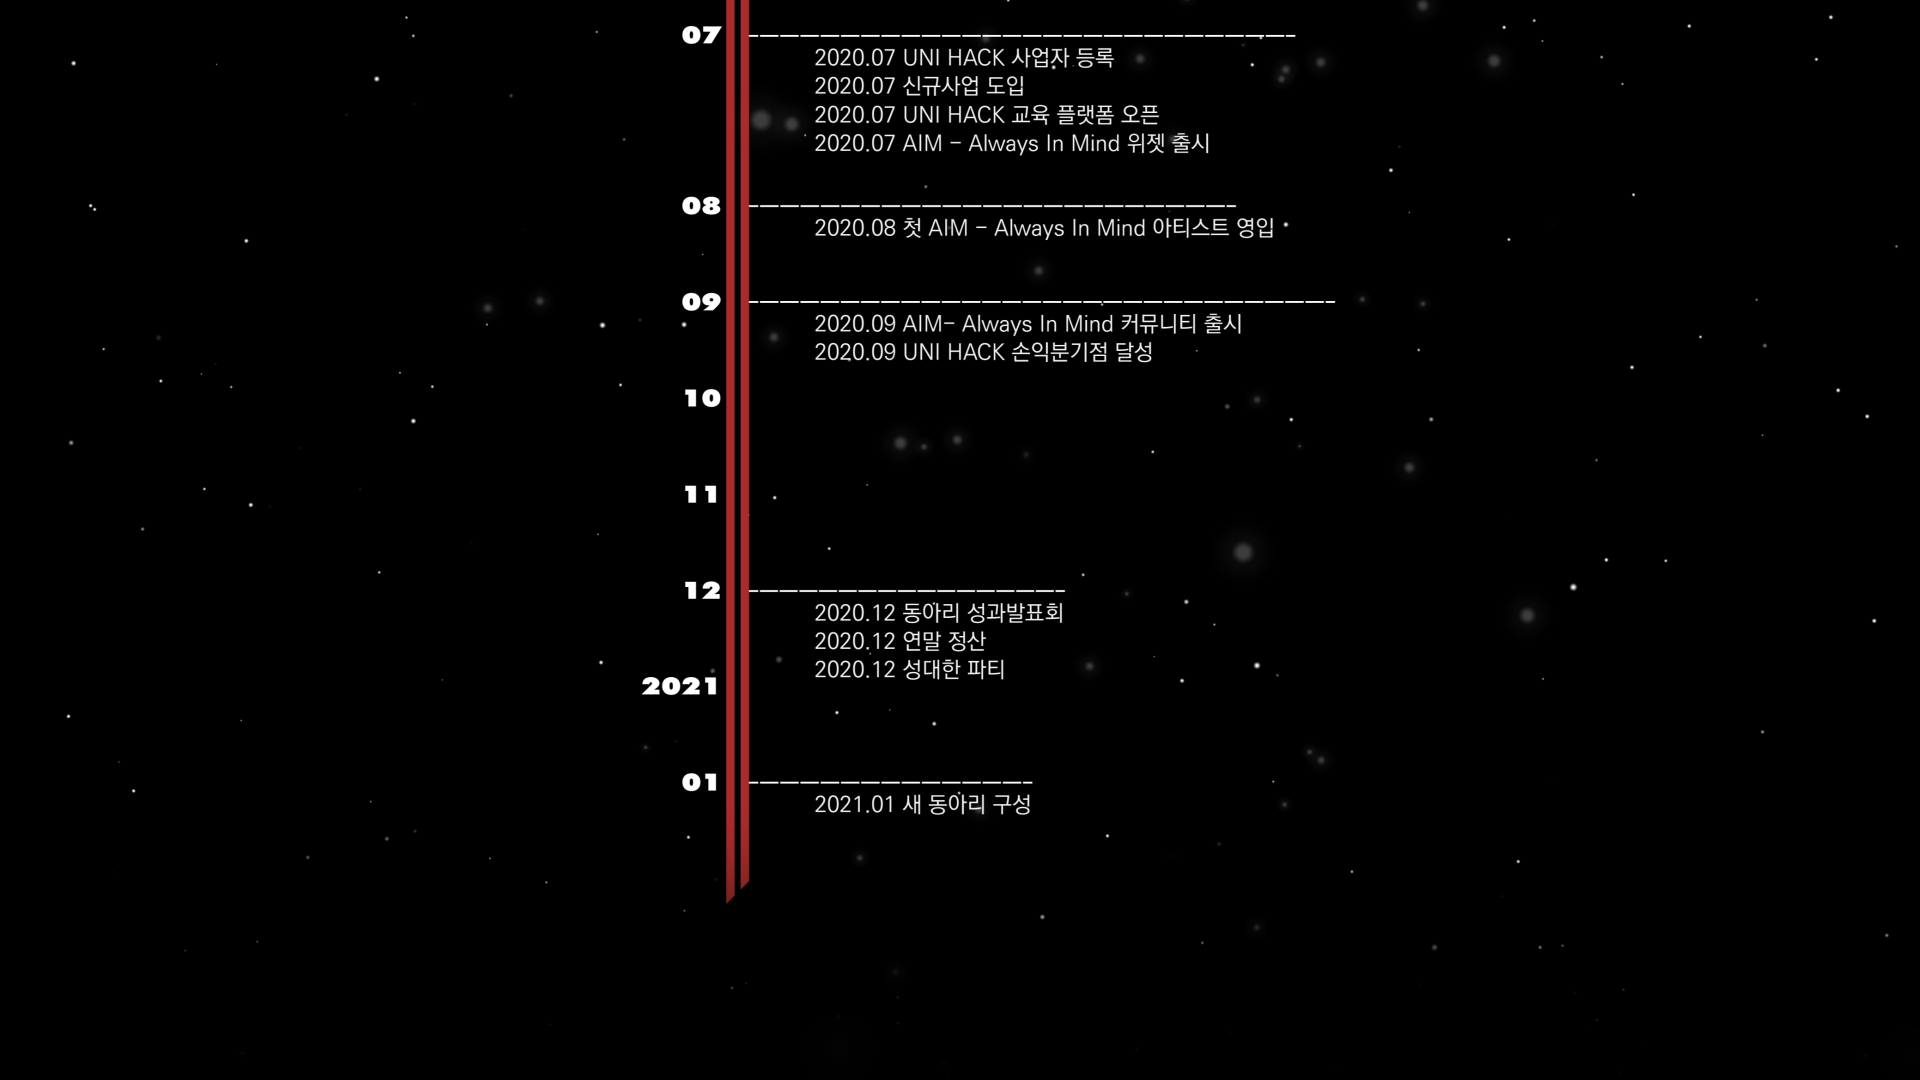 07
2020.07 UNI HACK 사업자 등록
2020.07 신규사업 도입
2020.07 UNI HACK 교육 플랫폼 오픈
2020.07 AIM - Always In Mind 위젯 출시
08
2020.08 첫 AIM - Always In Mind 아티스트 영입
09
2020.09 AIM- Always In Mind 커뮤니티 출시
2020.09 UNI HACK 손익분기점 달성
10
11
12
2020.12 동아리 성과발표회
2020.12 연말 정산
2020.12 성대한 파티
2021
01
2021.01 새 동아리 구성